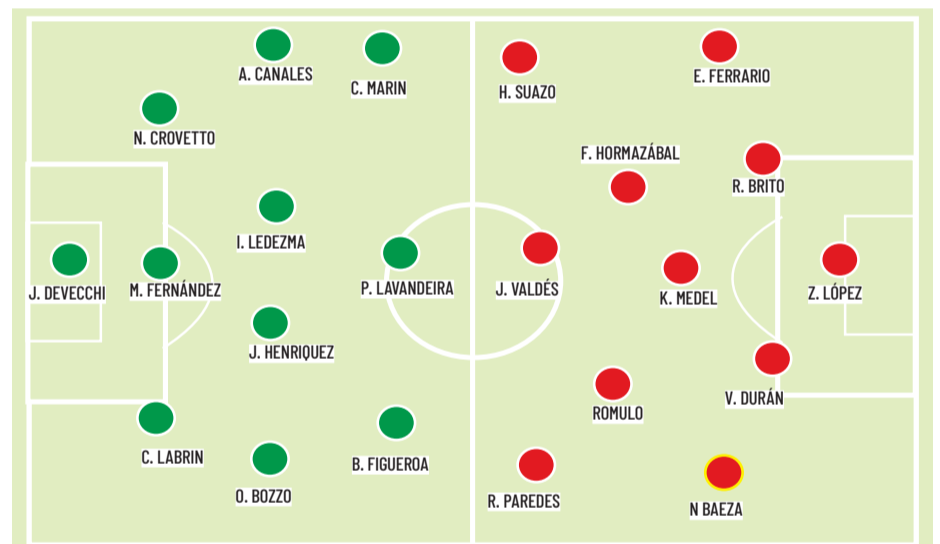 A. CANALES
C. MARIN
N. CROVETTO
I. LEDEZMA
J. DEVECCHI
M. FERNÁNDEZ
P. LAVANDEIRA
J. HENRIQUEZ
C. LABRIN
O. BOZZO
B. FIGUEROA
H. SUAZO
E. FERRARIO
F. HORMAZÁBAL
R. BRITO
J. VALDÉS
K. MEDEL
Z. LÓPEZ
ROMULO
V. DURÁN
R. PAREDES
N BAEZA